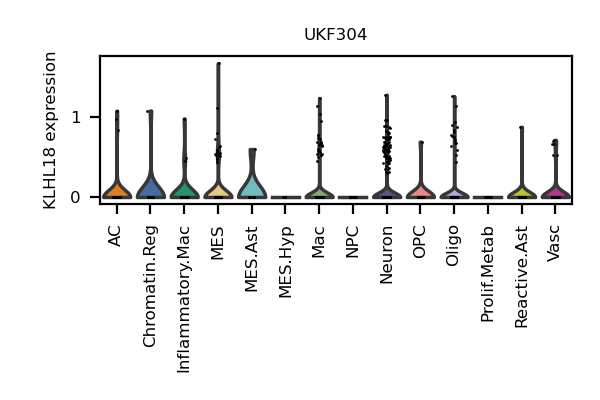 UKF304
KLHL18 expression
1
0
AC
Chromatin.Reg
Inflammatory.Mac
MES
MES.Ast
MES.Hyp
Mac
NPC
Neuron
OPC
Oligo
Prolif.Metab
Reactive.Ast
Vasc